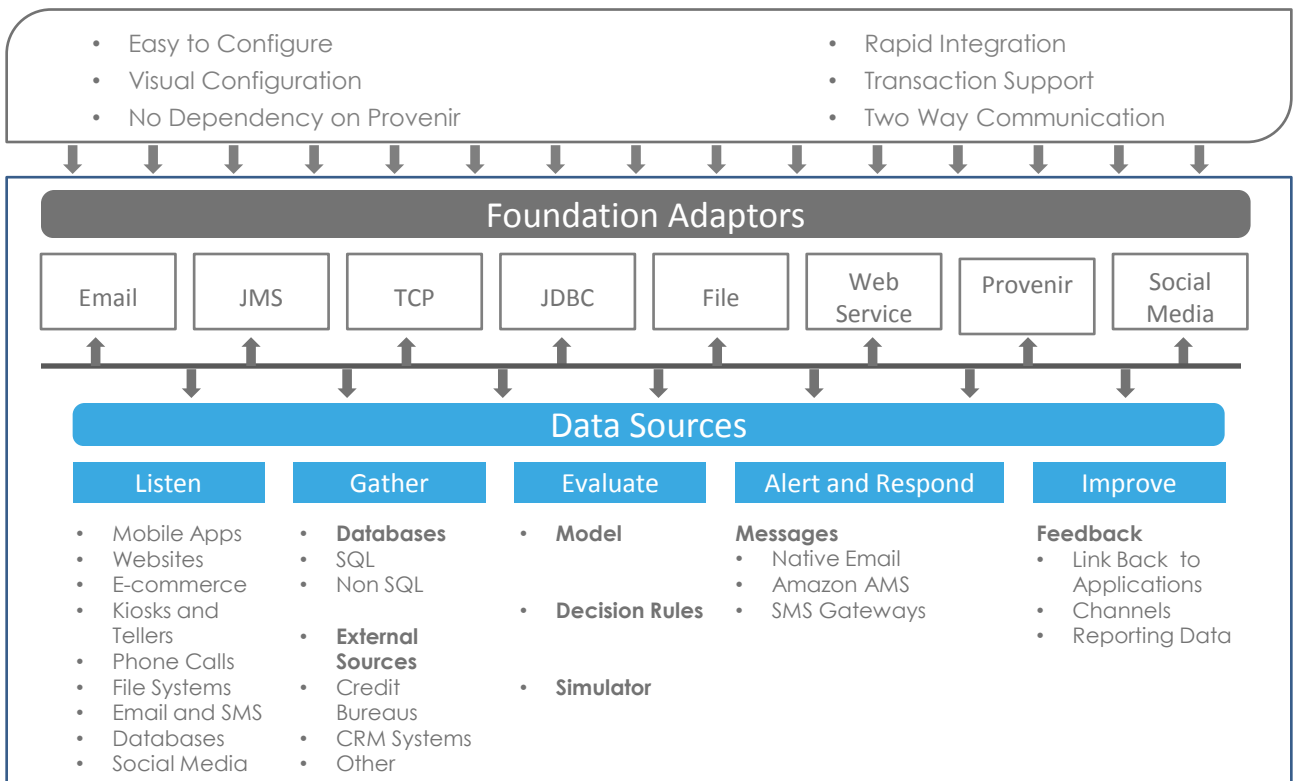 • Easy to Configure
• Visual Configuration
• No Dependency on Provenir
• Rapid Integration
• Transaction Support
• Two Way Communication
Foundation Adaptors
Email
JMS
TCP
JDBC
File
Web
Service
Provenir
Social
Media
Data Sources
Listen
• Mobile Apps
• Websites
• E-commerce
• Kiosks and
Tellers
• Phone Calls
• File Systems
• Email and SMS
• Databases
• Social Media
Gather
• Databases
• SQL
• Non SQL
• External
Sources
• Credit
Bureaus
• CRM Systems
• Other
Evaluate
• Model
• Decision Rules
• Simulator
Alert and Respond
Messages
• Native Email
• Amazon AMS
• SMS Gateways
Improve
Feedback
• Link Back to
Applications
• Channels
• Reporting Data